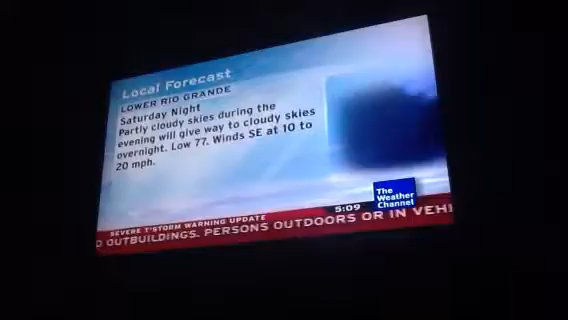 Local Forecast
LOWER RIO GRANDE
Saturday Night
Partly cloudy skies during the
evening will give way to cloudy skies
overnight. Low 77. Winds SE at 10 to
20 mph.
The
Weather
Channel
5:09
SEVERE T'STORM WARNING UPDATE
D OUTBUILDINGS. PERSONS OUTDOORS OR IN VEHI